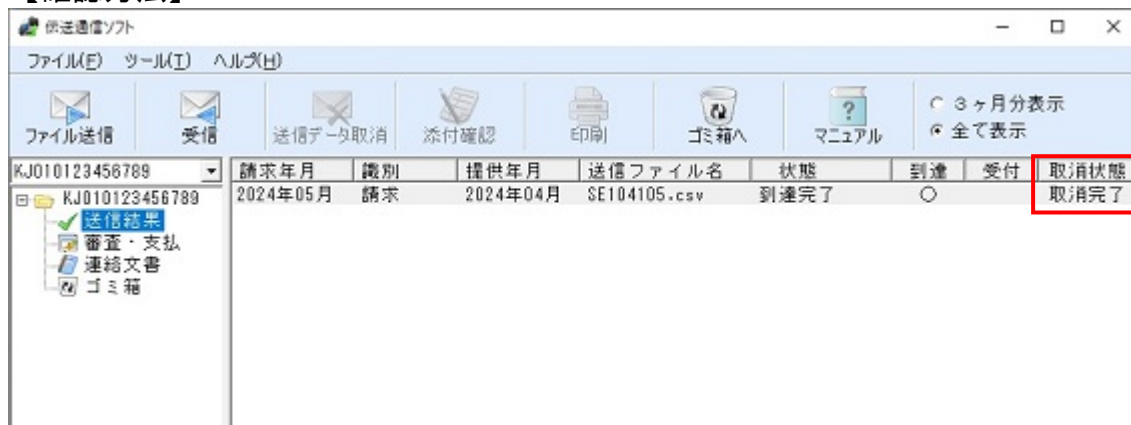 伝送通信ソフト
ファイル(F) ツール(T) ヘルプ(H)
ファイル送信 受信 送信データ取消 添付確認 印刷 ゴミ箱へ マニュアル
3ヶ月分表示
全て表示
KJ010123456789
請求年月 識別 提供年月 送信ファイル名 状態 到達 受付 取消状態
KJ010123456789
2024年05月 請求 2024年04月 SE104105.csv 到達完了 ○ 取消完了
送信結果
審査・支払
連絡文書
ゴミ箱